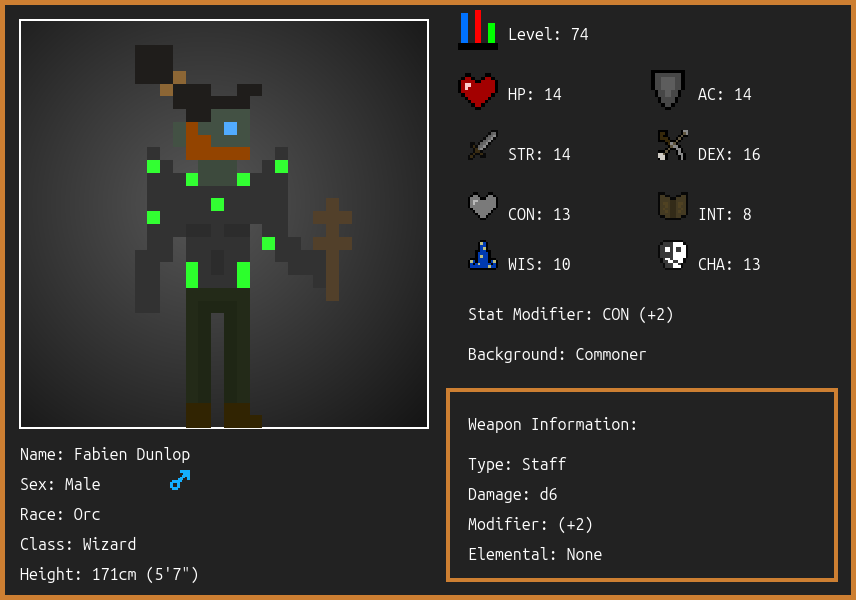 Level: 74
HP: 14
AC: 14
STR: 14
DEX: 16
CON: 13
INT: 8
WIS: 10
CHA: 13
Stat Modifier: CON (+2)
Background: Commoner
Weapon Information:
Type: Staff
Damage: d6
Modifier: (+2)
Elemental: None
Name: Fabien Dunlop
Sex: Male
Race: Orc
Class: Wizard
Height: 171cm (5'7")